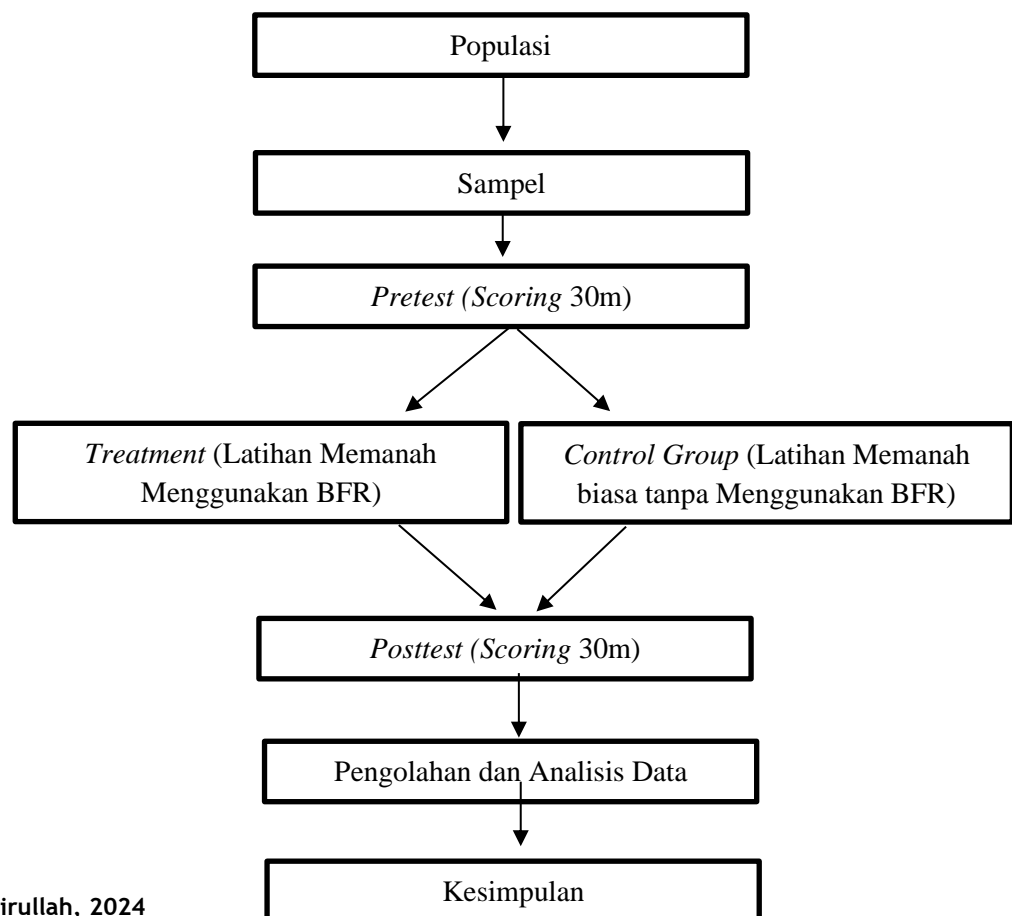 Populasi
Sampel
Pretest (Scoring 30m)
Treatment (Latihan Memanah
Menggunakan BFR)
Control Group (Latihan Memanah
biasa tanpa Menggunakan BFR)
Posttest (Scoring 30m)
Pengolahan dan Analisis Data
Kesimpulan
irullah, 2024